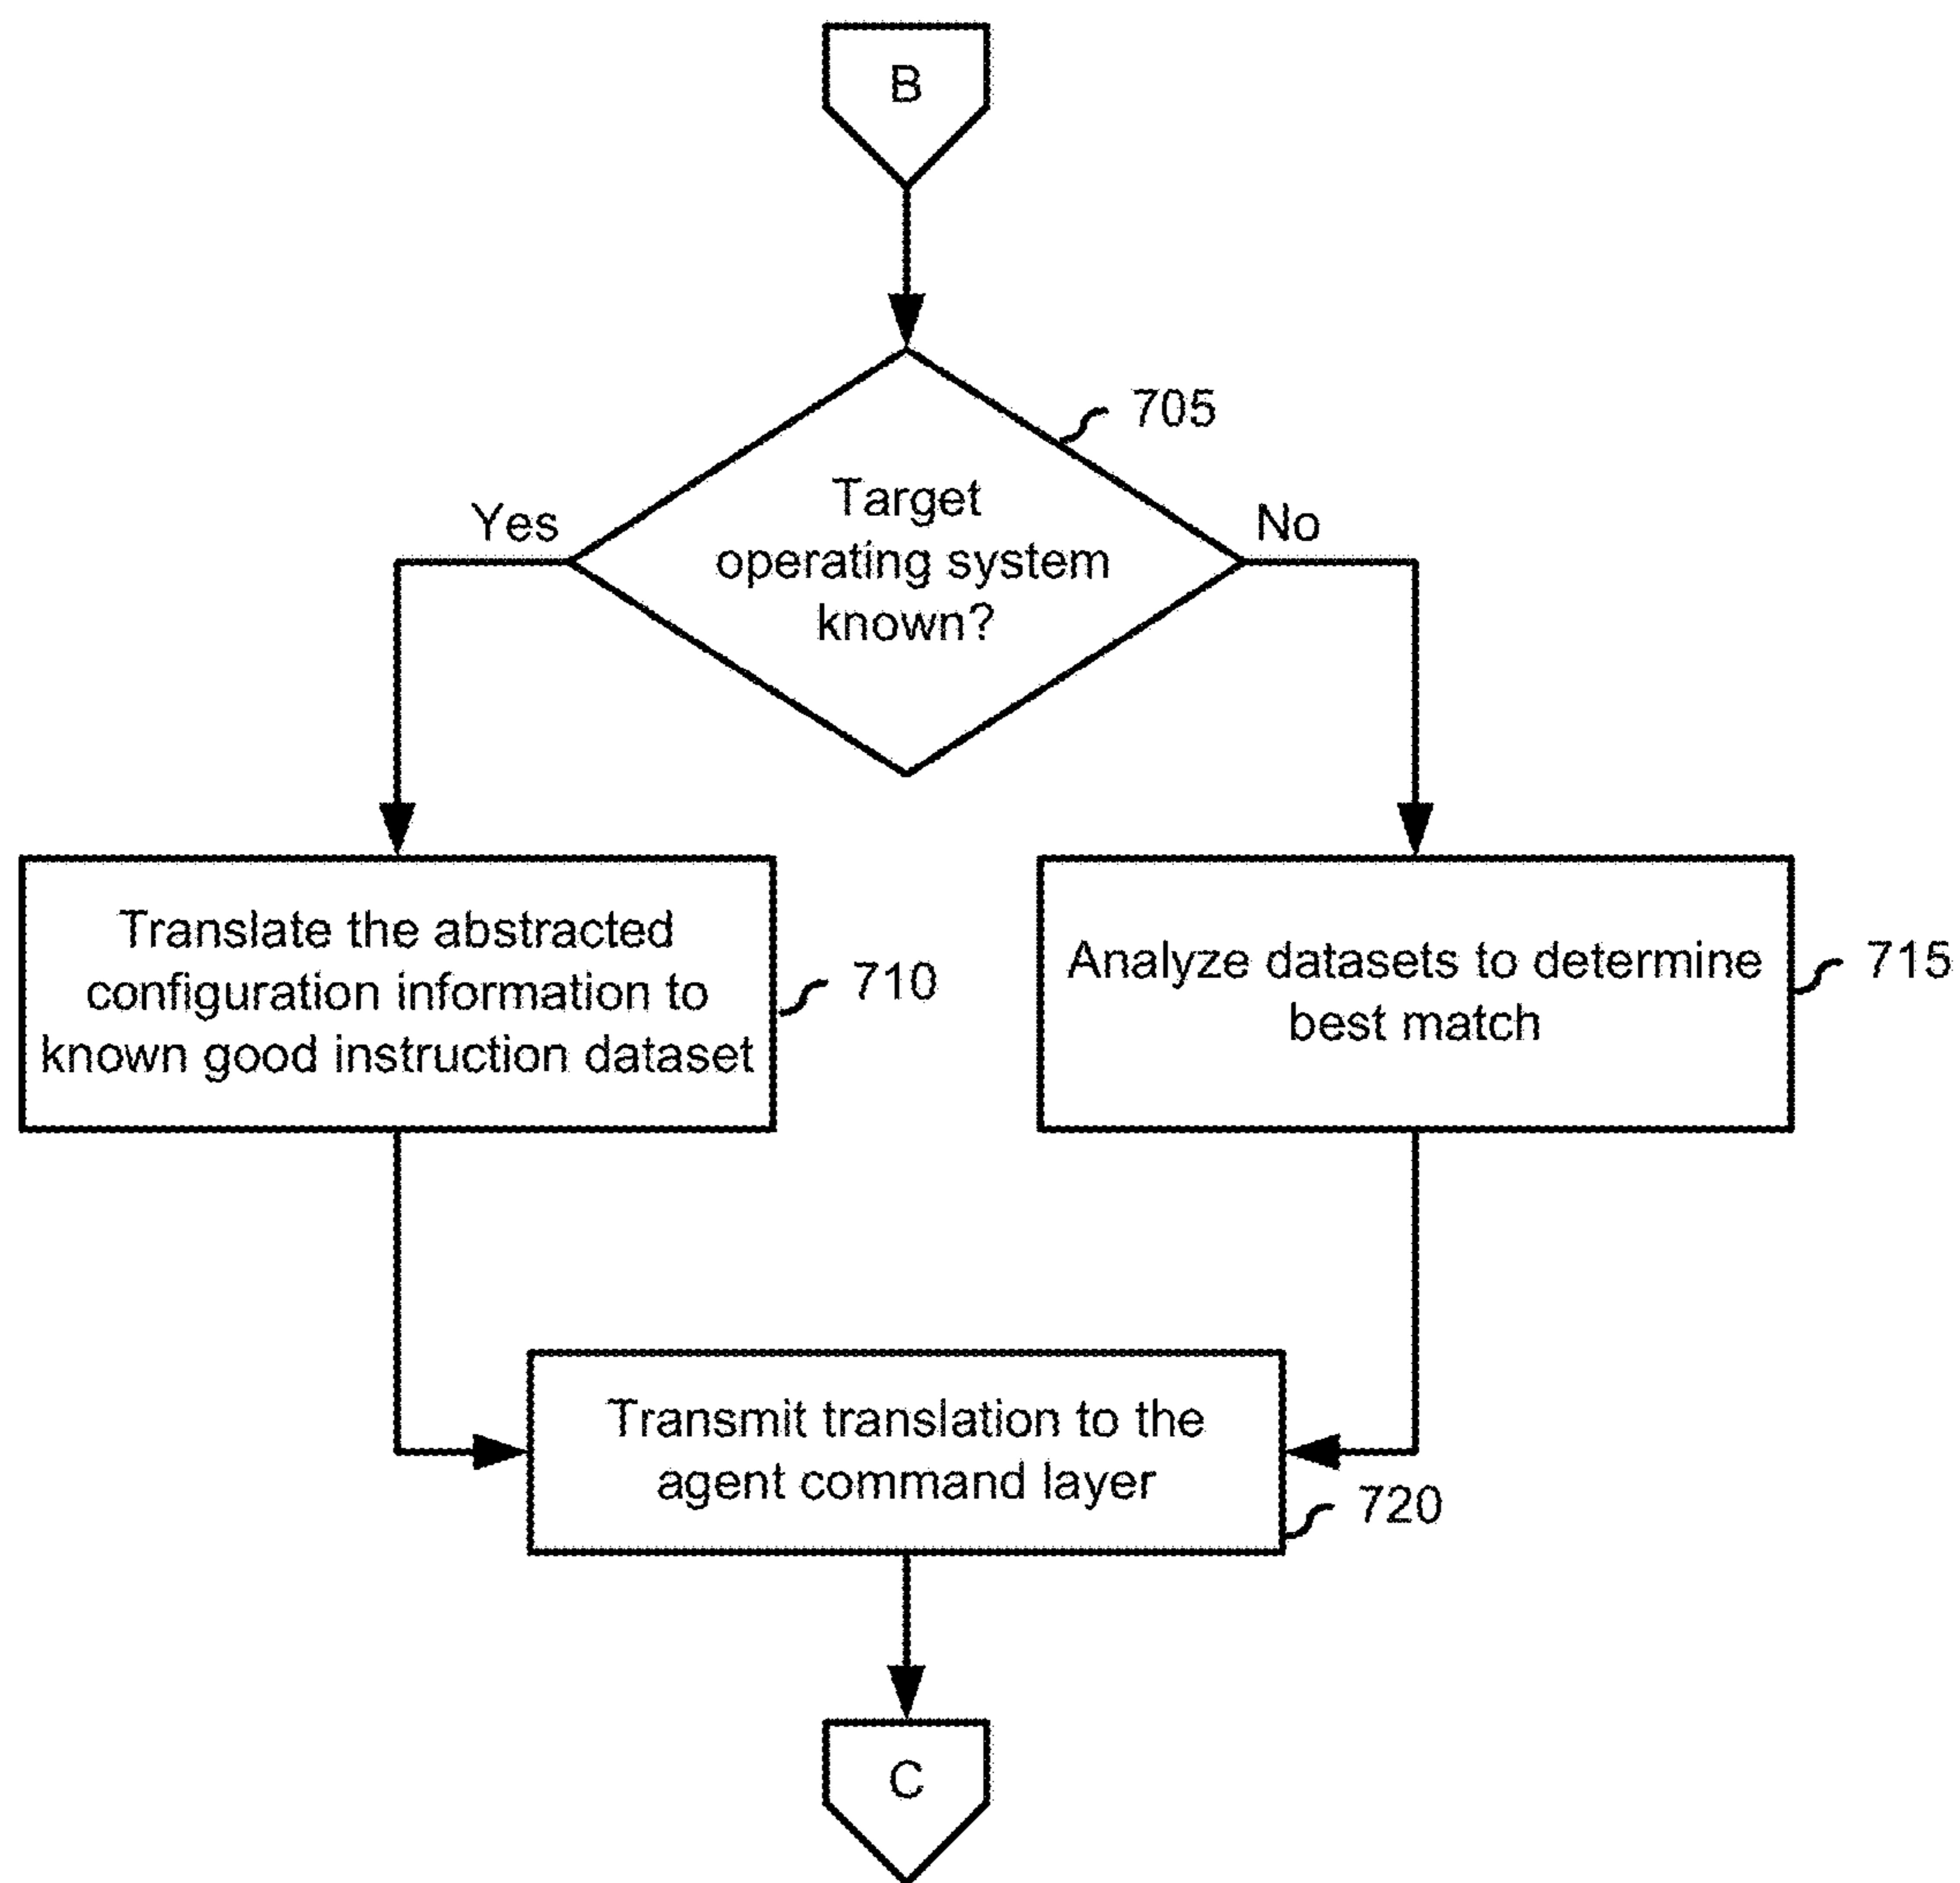 B
705
Target
operating system
known?
Yes
No
Translate the abstracted
configuration information to
known good instruction dataset
710
Analyze datasets to determine
best match
715
Transmit translation to the
agent command layer
720
C